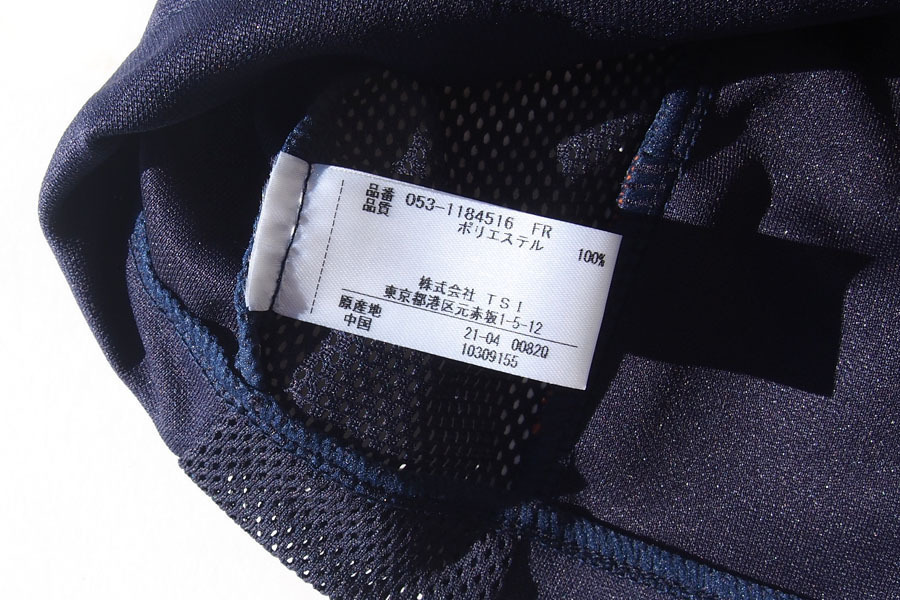 品番 053-1184516 FR
品質 ポリエステル 100%
株式会社 TSI
東京都港区元赤坂1-5-12
原産地 21-04 00820
中国 10309155